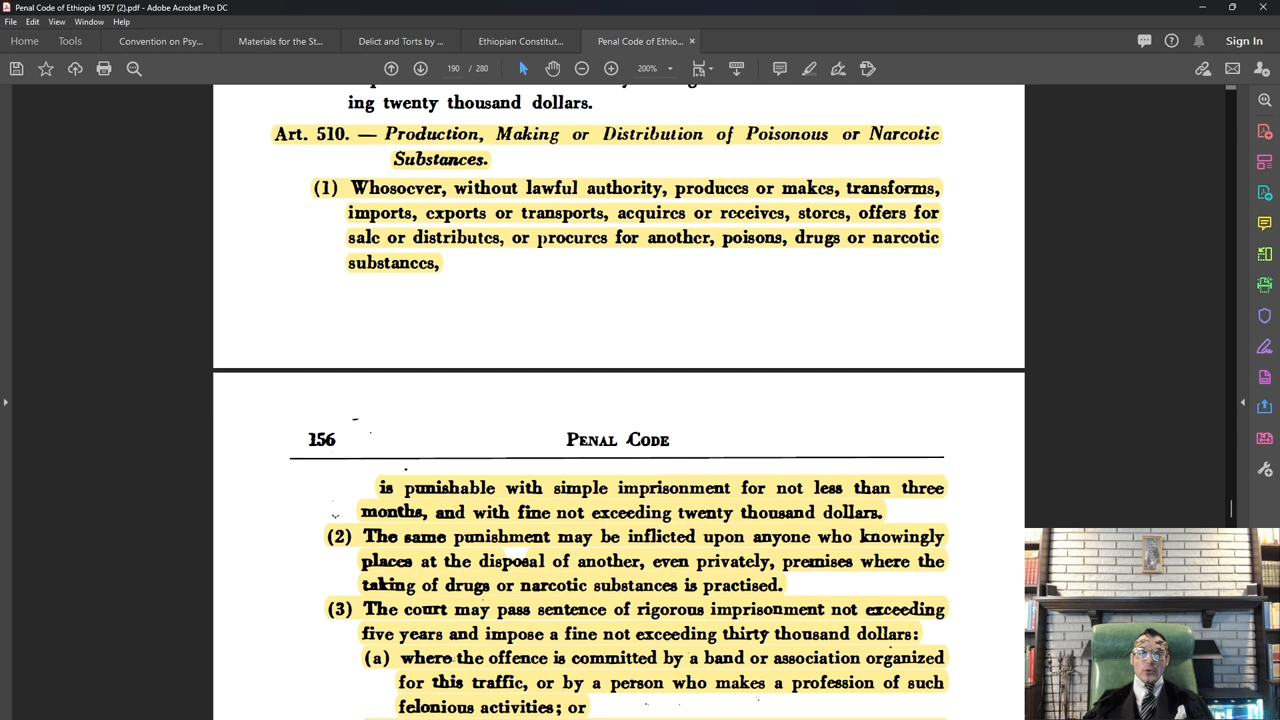 Penal Code of Ethiopia 1957 (2).pdf - Adobe Acrobat Pro DC
File Edit View Window Help
Home Tools Convention on Psy... Materials for the St... Delict and Torts by ... Ethiopian Constitut... Penal Code of Ethio... × Sign In
190 / 280 200%
ing twenty thousand dollars.
Art. 510. — Production, Making or Distribution of Poisonous or Narcotic
Substances.
(1) Whosoever, without lawful authority, produces or makes, transforms,
imports, exports or transports, acquires or receives, stores, offers for
sale or distributes, or procures for another, poisons, drugs or narcotic
substances,
156 PENAL CODE
is punishable with simple imprisonment for not less than three
months, and with fine not exceeding twenty thousand dollars.
(2) The same punishment may be inflicted upon anyone who knowingly
places at the disposal of another, even privately, premises where the
taking of drugs or narcotic substances is practised.
(3) The court may pass sentence of rigorous imprisonment not exceeding
five years and impose a fine not exceeding thirty thousand dollars:
(a) where the offence is committed by a band or association organized
for this traffic, or by a person who makes a profession of such
felonious activities; or